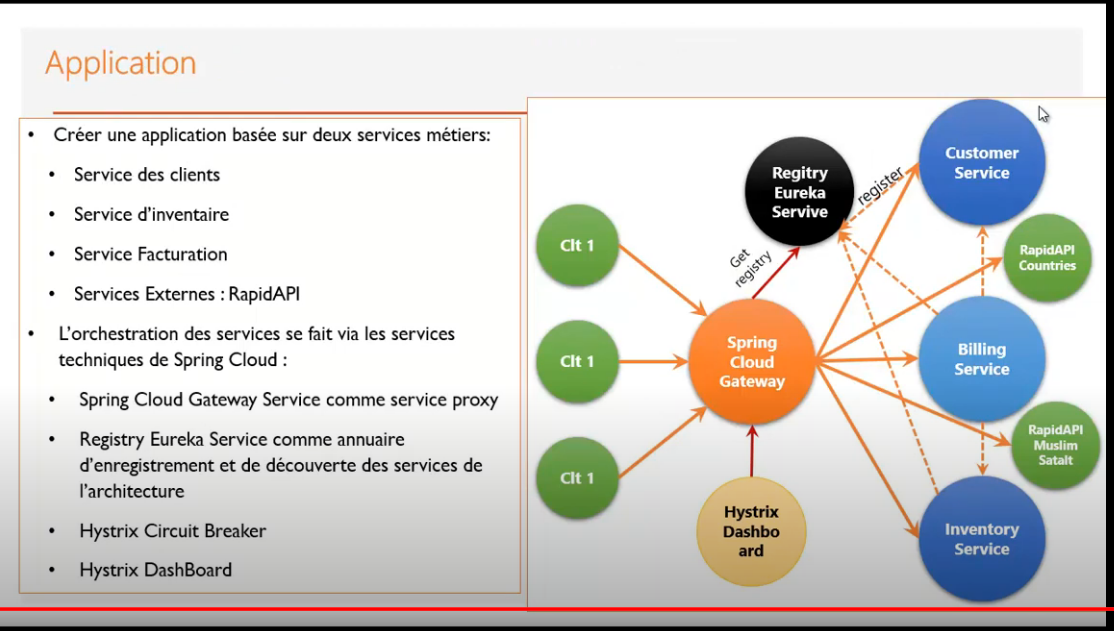 Application
Créer une application basée sur deux services métiers:
Service des clients
Service d'inventaire
Service Facturation
Services Externes : RapidAPI
L'orchestration des services se fait via les services
techniques de Spring Cloud :
Spring Cloud Gateway Service comme service proxy
Registry Eureka Service comme annuaire
d'enregistrement et de découverte des services de
l'architecture
Hystrix Circuit Breaker
Hystrix DashBoard
Clt 1
Clt 1
Clt 1
Regitry
Eureka
Servive
Get
registry
register
Spring
Cloud
Gateway
Hystrix
Dashbo
ard
Customer
Service
RapidAPI
Countries
Billing
Service
RapidAPI
Muslim
Satalt
Inventory
Service